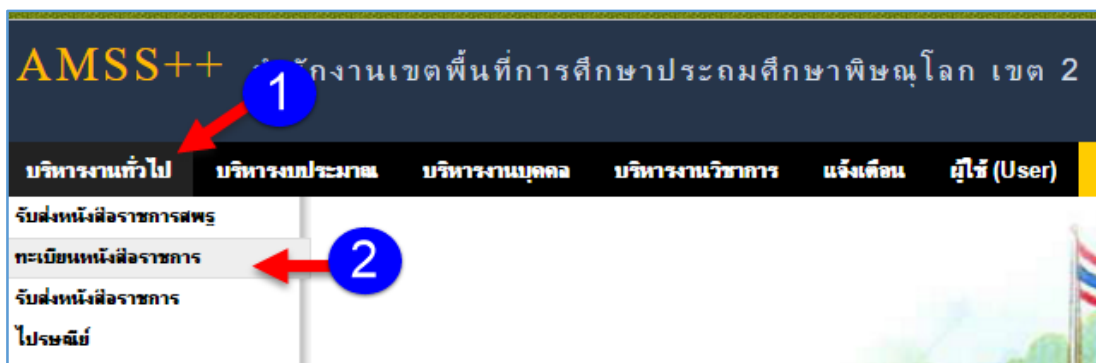 AMSS++ สำนักงานเขตพื้นที่การศึกษาประถมศึกษาพิษณุโลก เขต 2
1
บริหารงานทั่วไป บริหารงบประมาณ บริหารงานบุคคล บริหารงานวิชาการ แจ้งเตือน ผู้ใช้ (User)
รับส่งหนังสือราชการสพฐ
ทะเบียนหนังสือราชการ 2
รับส่งหนังสือราชการ
ไปรษณีย์